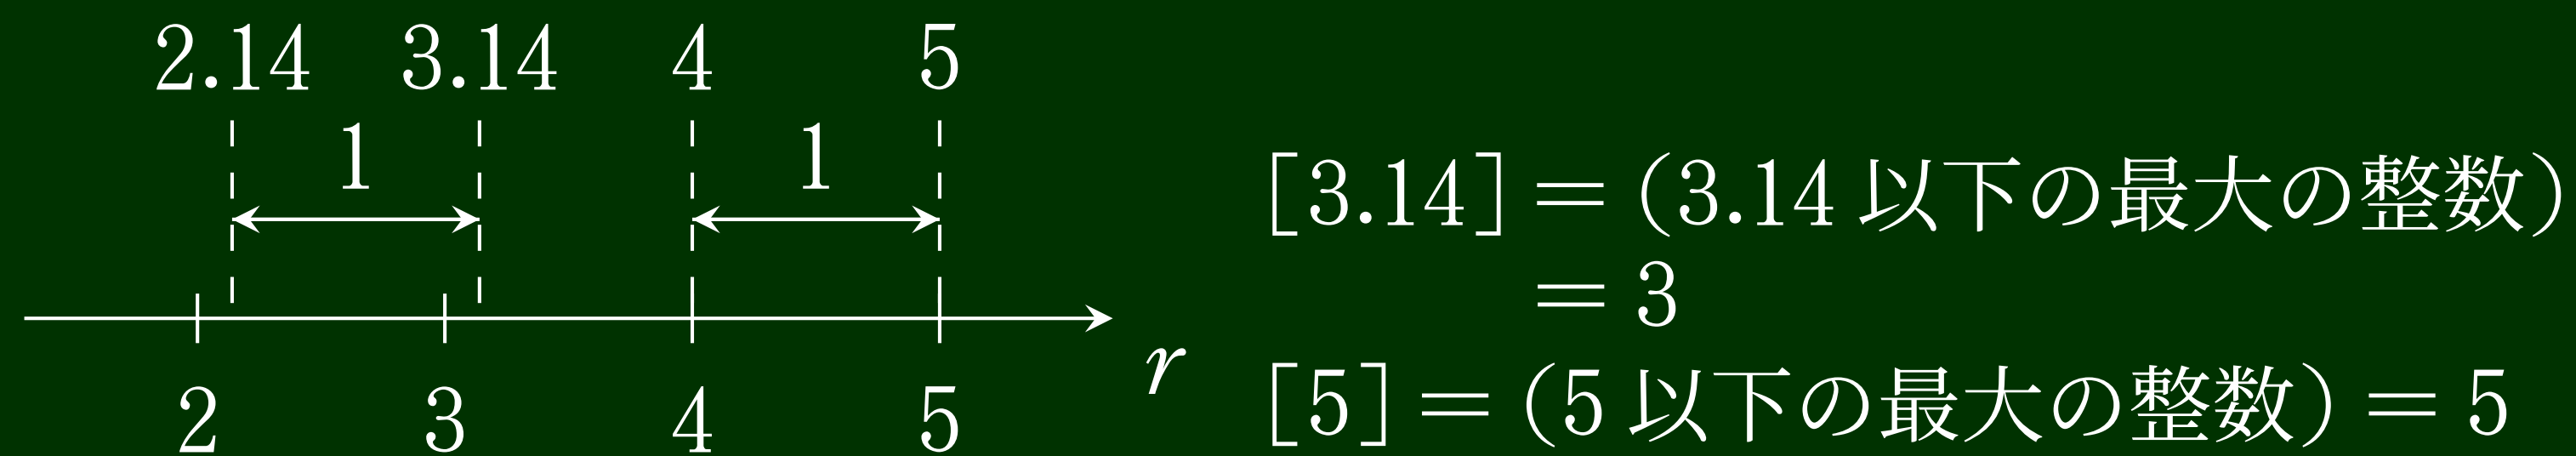 2.14 3.14 4 5
1 1
2 3 4 5
r
[3.14] = (3.14 以下の最大の整数)
= 3
[5] = (5 以下の最大の整数) = 5